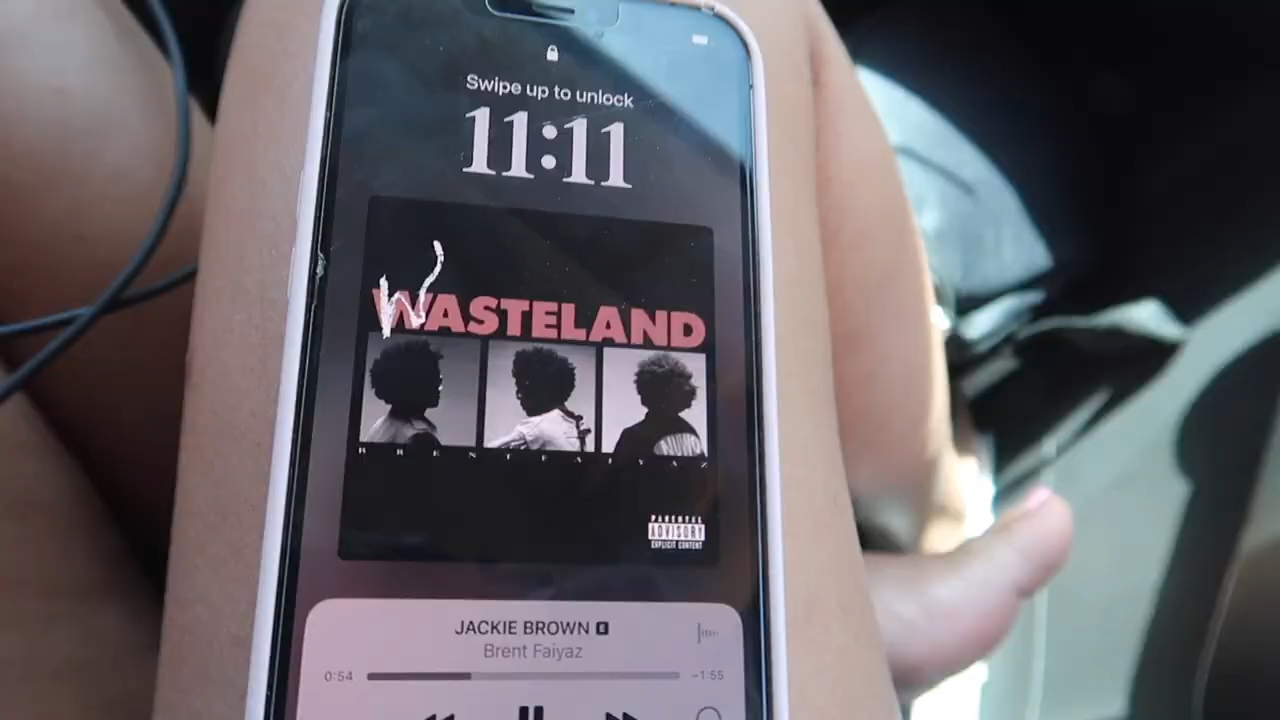 Swipe up to unlock
11:11
W
WASTELAND
BRENT FAIYAZ
PARENTAL
ADVISORY
EXPLICIT CONTENT
JACKIE BROWN E
Brent Faiyaz
0:54
-1:55